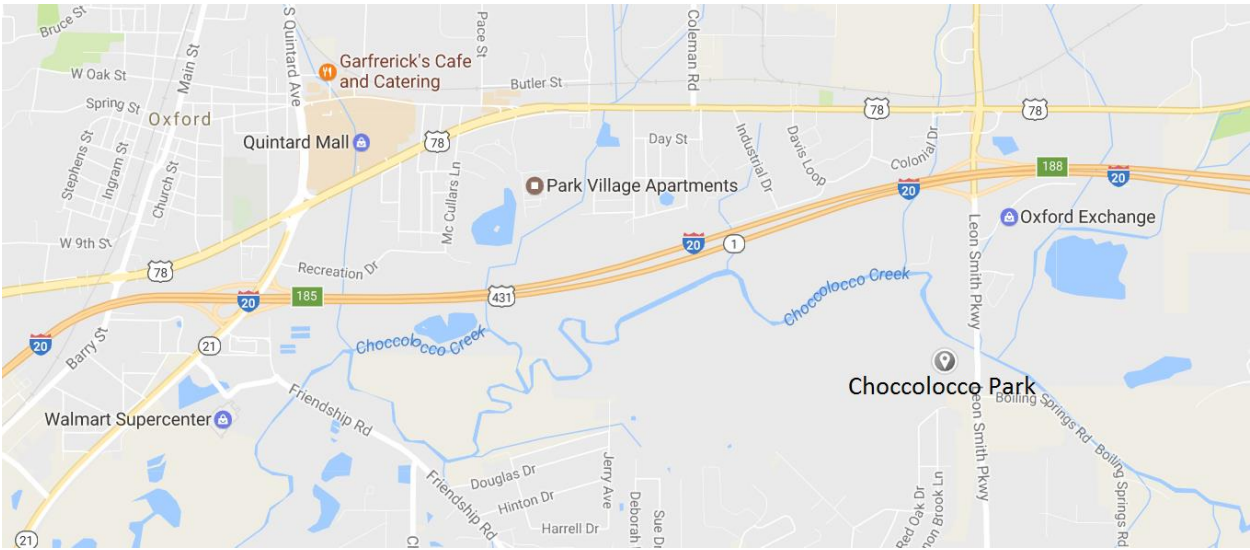 Bruce St
S Quintard Ave
Pace St
Coleman Rd
Main St
W Oak St
Garfrerick's Cafe
and Catering
Butler St
Spring St
Oxford
78
78
78
Quintard Mall
78
Day St
Industrial Dr
Davis Loop
Colonial Dr
Stephens St
Ingram St
Church St
Mc Cullars Ln
Park Village Apartments
188
20
20
Oxford Exchange
W 9th St
20
1
Leon Smith Pkwy
78
Recreation Dr
Choccolocco Creek
20
185
431
20
21
Choccolocco Creek
Barry St
Choccolocco Park
Friendship Rd
Boiling Springs Rd
Walmart Supercenter
Leon Smith Pkwy
Boiling Springs Rd
Friendship Rd
Douglas Dr
Jerry Ave
Hinton Dr
Deborah
Sue Dr
Red Oak Dr
non Brook Ln
Harrell Dr
21